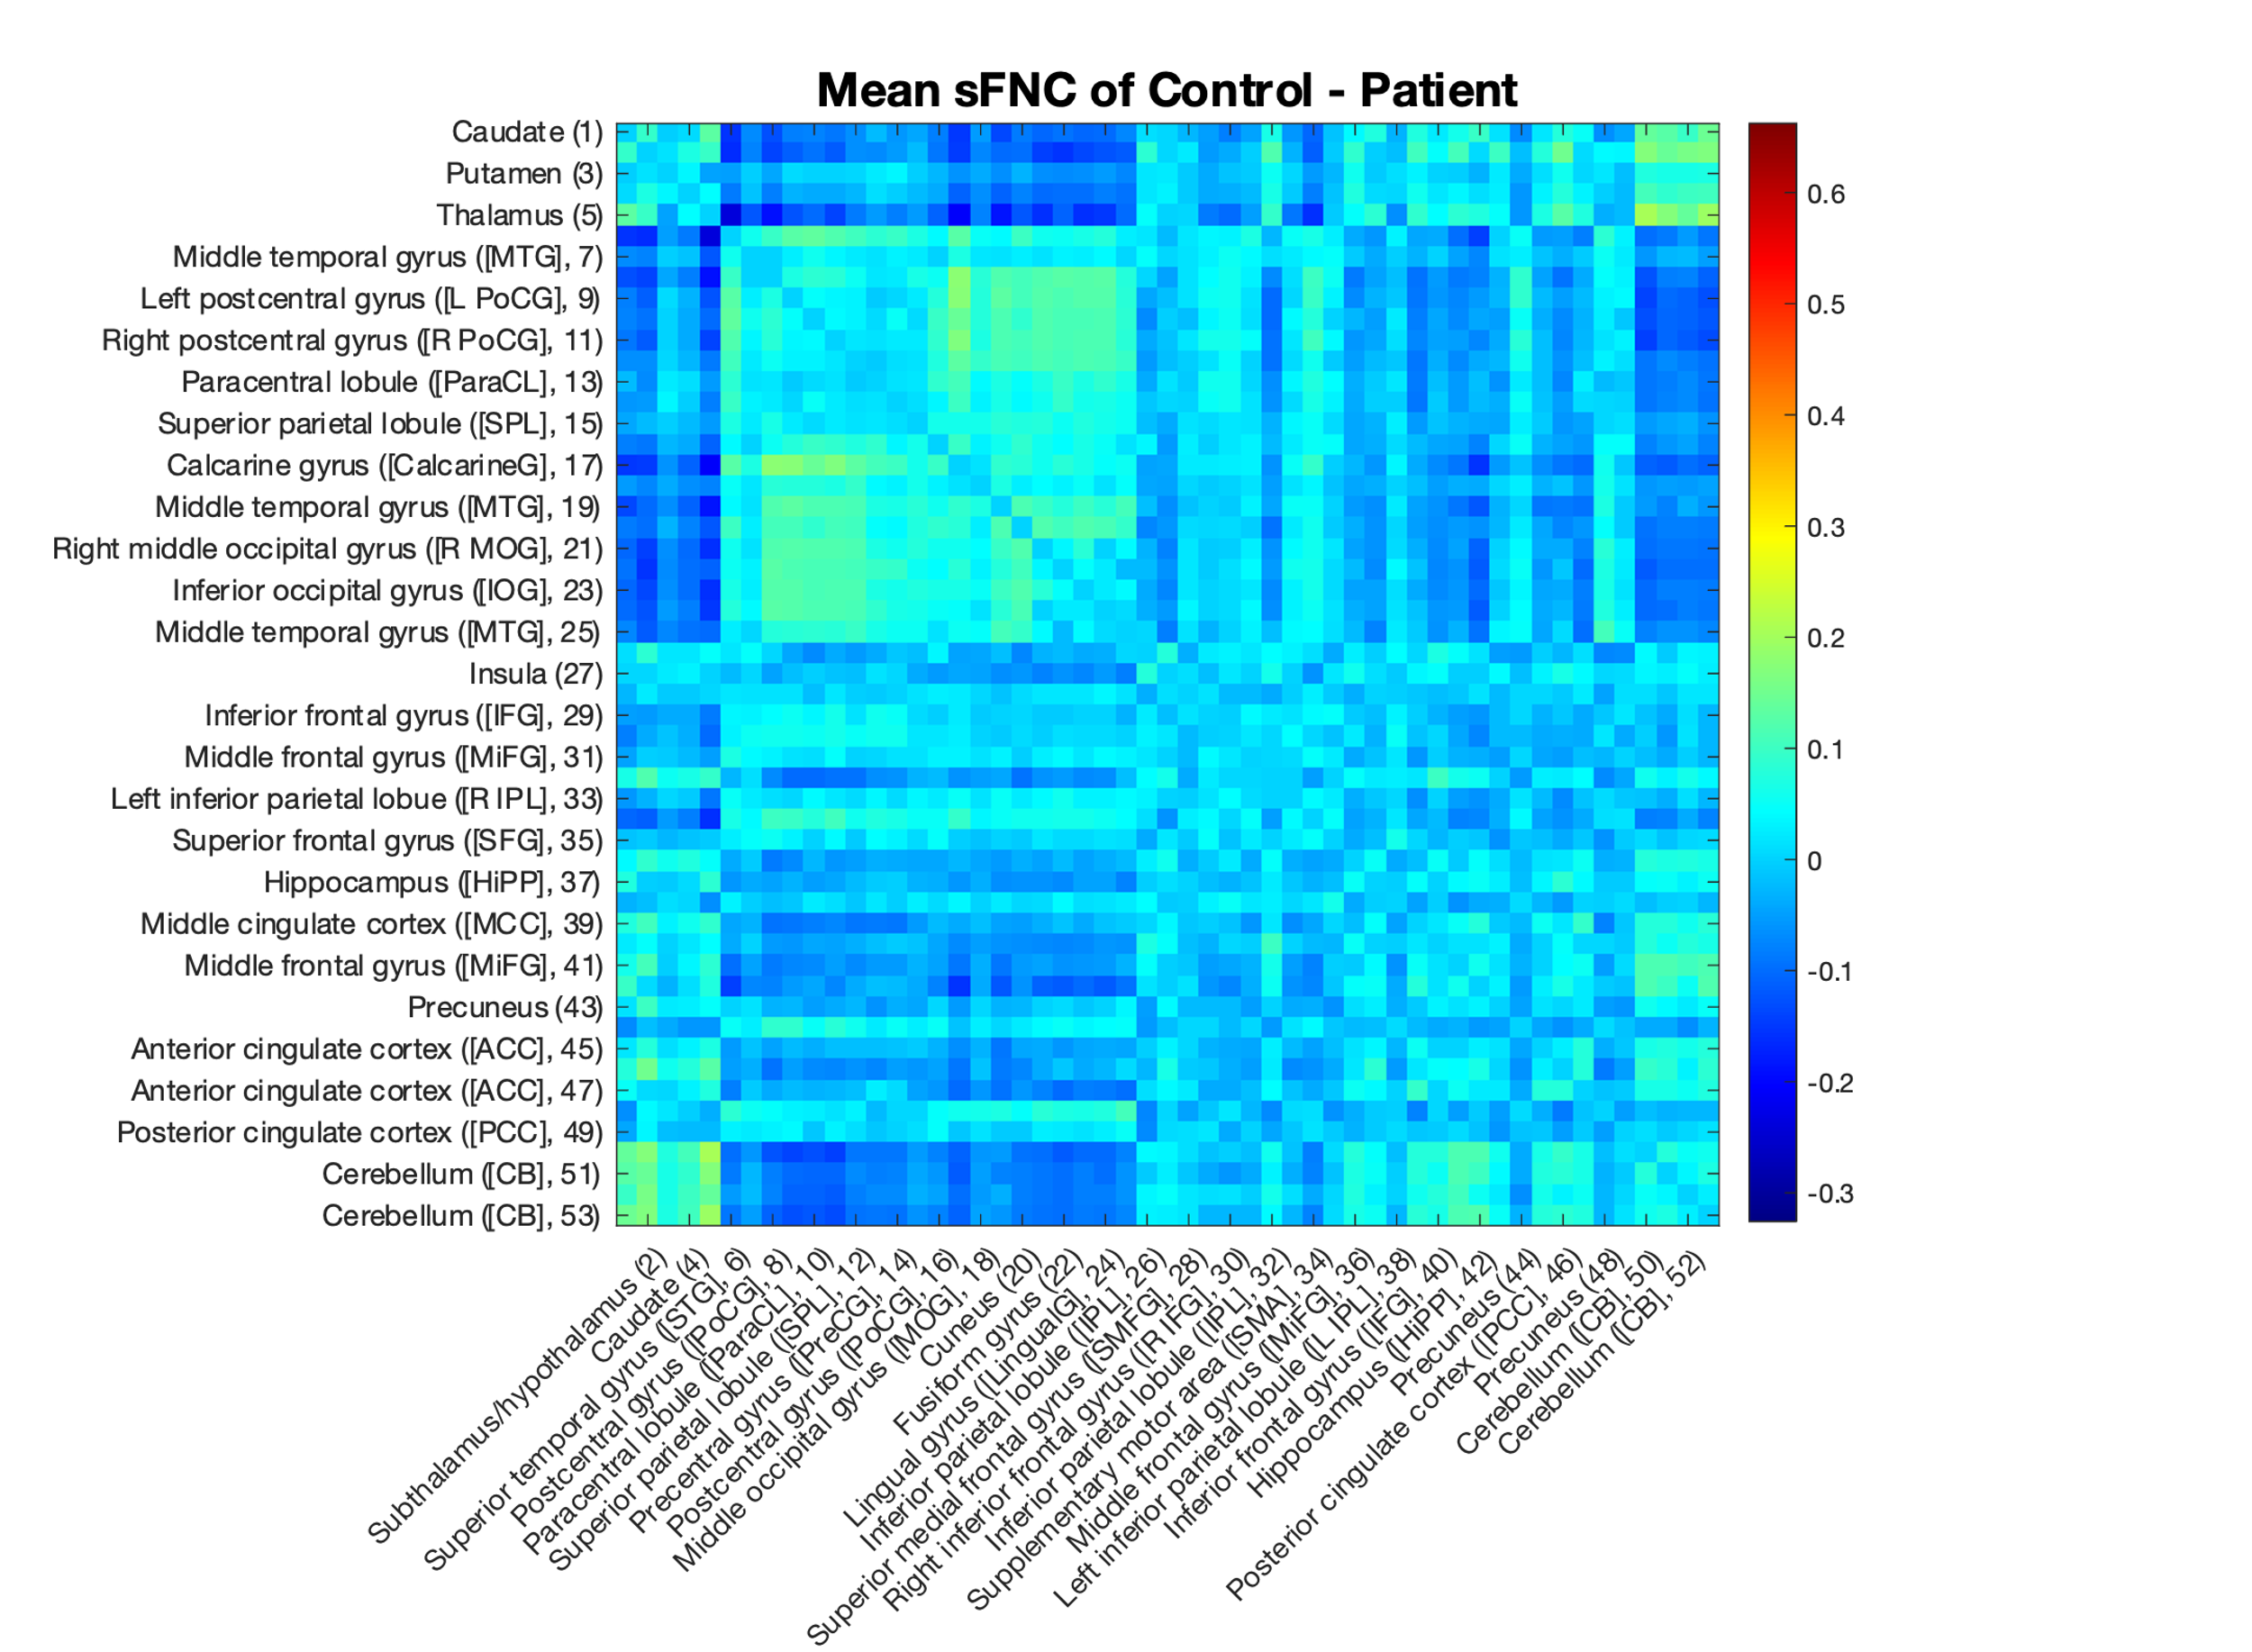 Mean sFNC of Control - Patient
Caudate (1)
Putamen (3)
Thalamus (5)
Middle temporal gyrus ([MTG], 7)
Left postcentral gyrus ([L PoCG], 9)
Right postcentral gyrus ([R PoCG], 11)
Paracentral lobule ([ParaCL], 13)
Superior parietal lobule ([SPL], 15)
Calcarine gyrus ([CalcarineG], 17)
Middle temporal gyrus ([MTG], 19)
Right middle occipital gyrus ([R MOG], 21)
Inferior occipital gyrus ([IOG], 23)
Middle temporal gyrus ([MTG], 25)
Insula (27)
Inferior frontal gyrus ([IFG], 29)
Middle frontal gyrus ([MiFG], 31)
Left inferior parietal lobue ([R IPL], 33)
Superior frontal gyrus ([SFG], 35)
Hippocampus ([HiPP], 37)
Middle cingulate cortex ([MCC], 39)
Middle frontal gyrus ([MiFG], 41)
Precuneus (43)
Anterior cingulate cortex ([ACC], 45)
Anterior cingulate cortex ([ACC], 47)
Posterior cingulate cortex ([PCC], 49)
Cerebellum ([CB], 51)
Cerebellum ([CB], 53)
Subthalamus/hypothalamus (2)
Caudate (4)
Superior temporal gyrus ([STG], 6)
Postcentral gyrus ([PoCG], 8)
Paracentral lobule ([ParaCL], 10)
Superior parietal lobule ([SPL], 12)
Precentral gyrus ([PreCG], 14)
Postcentral gyrus ([PoCG], 16)
Middle occipital gyrus ([MOG], 18)
Cuneus (20)
Fusiform gyrus (22)
Lingual gyrus ([LingualG], 24)
Inferior parietal lobule ([IPL], 26)
Superior medial frontal gyrus ([SMFG], 28)
Right inferior frontal gyrus ([R IFG], 30)
Inferior parietal lobule ([IPL], 32)
Supplementary motor area ([SMA], 34)
Middle frontal gyrus ([MiFG], 36)
Left inferior parietal lobule ([L IPL], 38)
Inferior frontal gyrus ([IFG], 40)
Hippocampus ([HiPP], 42)
Precuneus (44)
Posterior cingulate cortex ([PCC], 46)
Precuneus (48)
Cerebellum ([CB], 50)
Cerebellum ([CB], 52)
0.6
0.5
0.4
0.3
0.2
0.1
0
-0.1
-0.2
-0.3